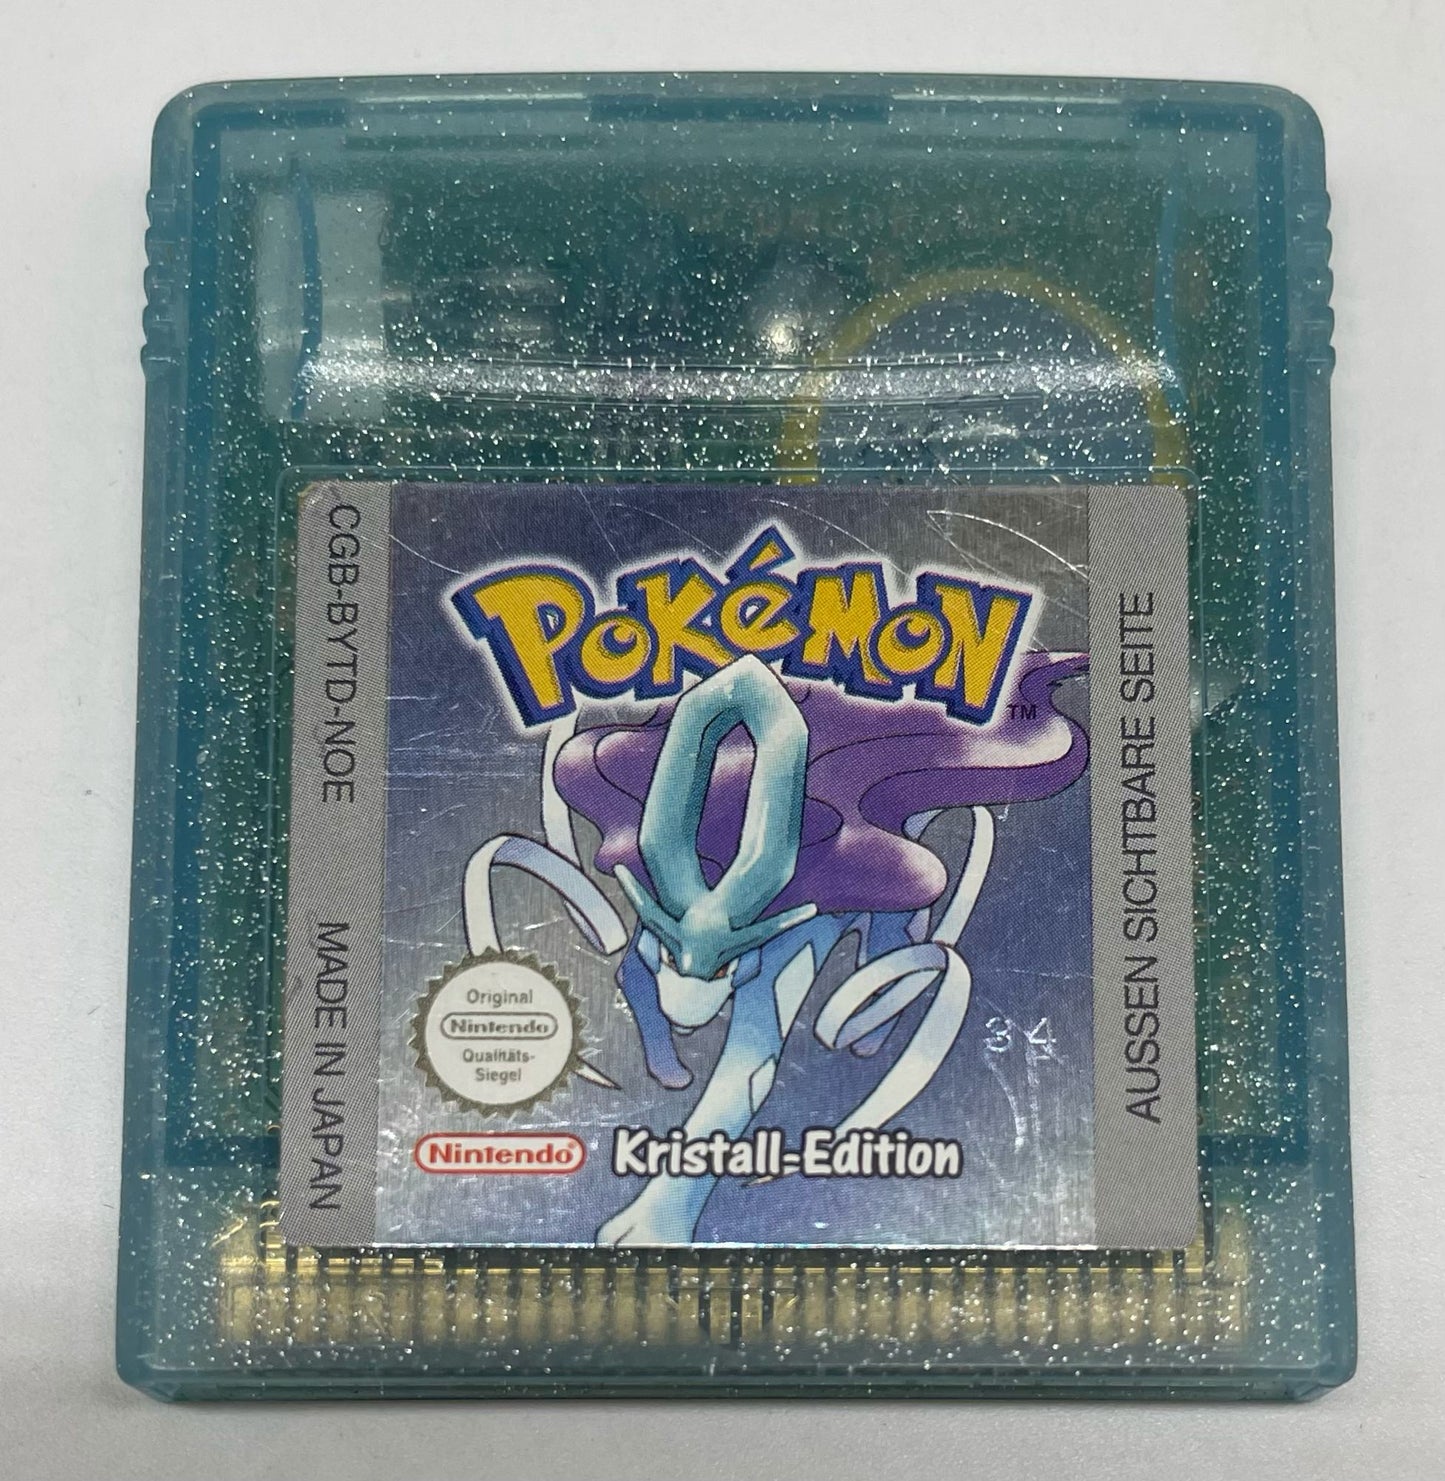 CGB-BYTD-NOE
MADE IN JAPAN
POKéMON
TM
Original
Nintendo
Qualitäts-
Siegel
34
Nintendo®
Kristall-Edition
AUSSEN SICHTBARE SEITE